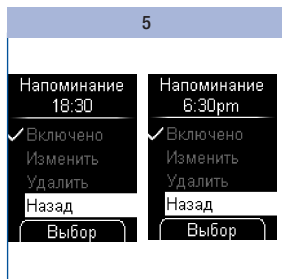 5
Напоминание
18:30
Включено
Изменить
Удалить
Назад
Выбор
Напоминание
6:30pm
Включено
Изменить
Удалить
Назад
Выбор